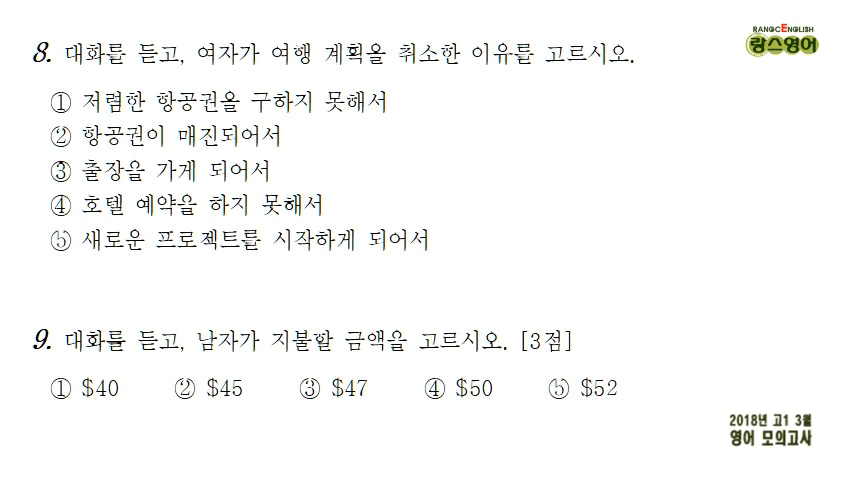 RANGCENGLISH
랑스영어
8. 대화를 듣고, 여자가 여행 계획을 취소한 이유를 고르시오.
① 저렴한 항공권을 구하지 못해서
② 항공권이 매진되어서
③ 출장을 가게 되어서
④ 호텔 예약을 하지 못해서
⑤ 새로운 프로젝트를 시작하게 되어서
9. 대화를 듣고, 남자가 지불할 금액을 고르시오. [3점]
① $40 ② $45 ③ $47 ④ $50 ⑤ $52
2018년 고1 3월
영어 모의고사